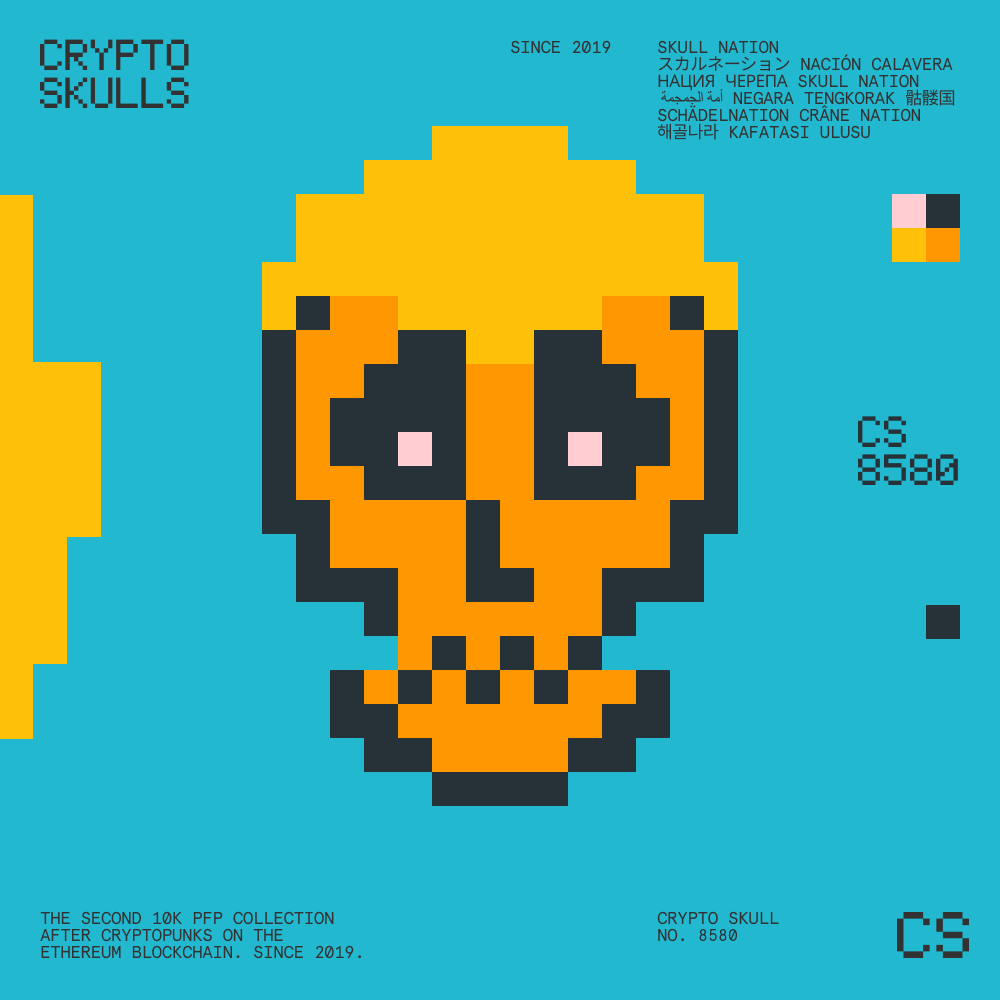 CRYPTO
SKULLS
SINCE 2019
SKULL NATION
スカルネーション NACIÓN CALAVERA
НАЦИЯ ЧЕРЕПА SKULL NATION
أمة الجمجمة NEGARA TENGKORAK 骷髅国
SCHÄDELNATION CRÂNE NATION
해골나라 KAFATASI ULUSU
CS
8580
THE SECOND 10K PFP COLLECTION
AFTER CRYPTOPUNKS ON THE
ETHEREUM BLOCKCHAIN. SINCE 2019.
CRYPTO SKULL
NO. 8580
CS